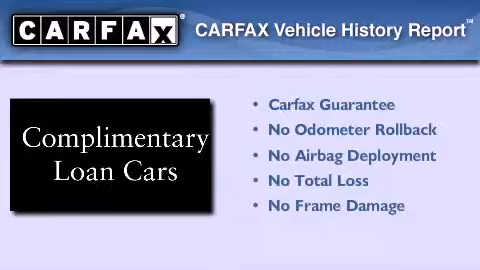 CARFAX CARFAX Vehicle History Report™
Complimentary
Loan Cars
• Carfax Guarantee
• No Odometer Rollback
• No Airbag Deployment
• No Total Loss
• No Frame Damage